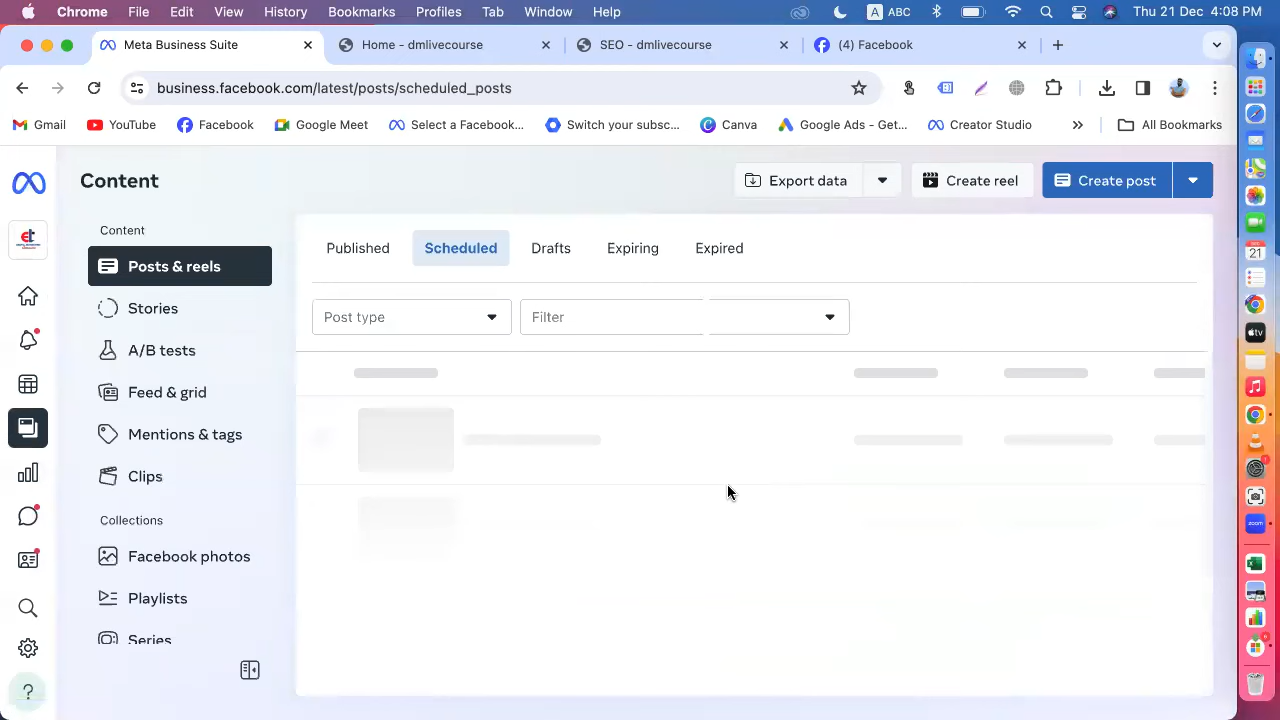 Chrome File Edit View History Bookmarks Profiles Tab Window Help A ABC Thu 21 Dec 4:08 PM
Meta Business Suite Home - dmlivecourse SEO - dmlivecourse (4) Facebook
business.facebook.com/latest/posts/scheduled_posts
Gmail YouTube Facebook Google Meet Select a Facebook... Switch your subsc... Canva Google Ads - Get... Creator Studio » All Bookmarks
Content Export data Create reel Create post
Content
Published Scheduled Drafts Expiring Expired
Posts & reels
Stories
Post type Filter
A/B tests
Feed & grid
Mentions & tags
Clips
Collections
Facebook photos
Playlists
Series
?